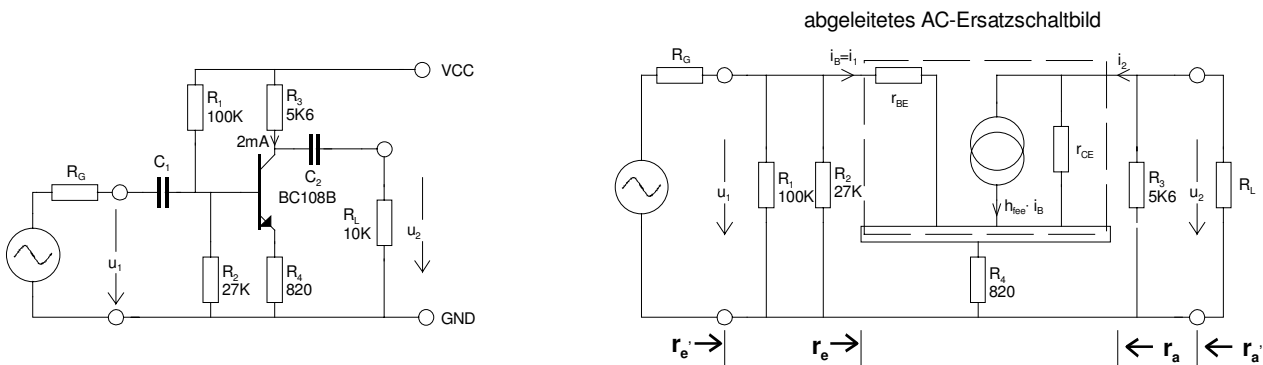 abgeleitetes AC-Ersatzschaltbild
VCC
R1
100K
R3
5K6
2mA
C1
C2
BC108B
RG
RL
10K
u1
u2
R2
27K
R4
820
GND
RG
iB=i1
rBE
i2
rCE
u1
R1
100K
R2
27K
hfee· iB
R3
5K6
u2
RL
R4
820
re'
re
ra
ra'